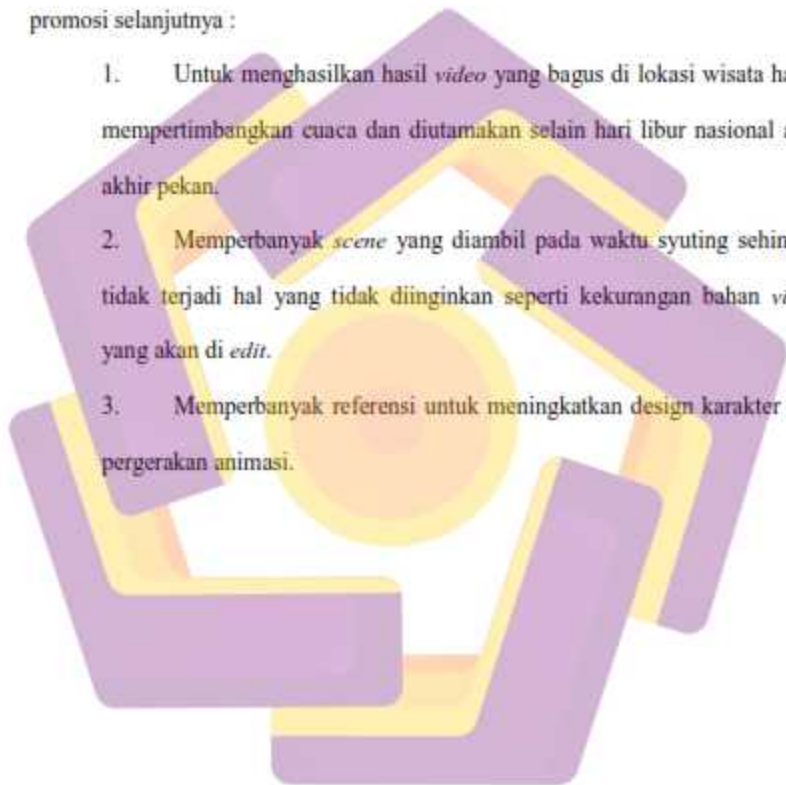 promosi selanjutnya :
1. Untuk menghasilkan hasil video yang bagus di lokasi wisata
mempertimbangkan cuaca dan diutamakan selain hari libur nasional
akhir pekan.
2. Memperbanyak scene yang diambil pada waktu syuting
tidak terjadi hal yang tidak diinginkan seperti kekurangan bahan
yang akan di edit.
3. Memperbanyak referensi untuk meningkatkan design karakter
pergerakan animasi.